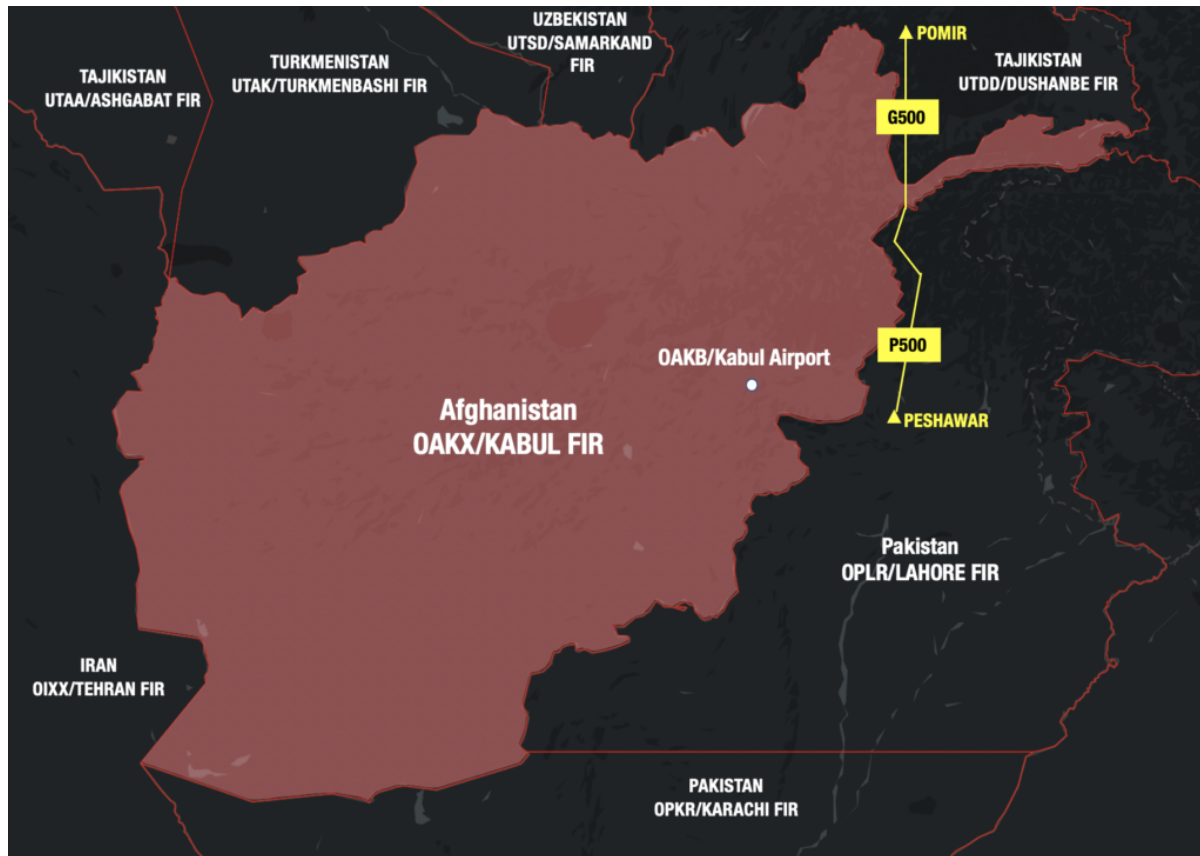 UZBEKISTAN
UTSD/SAMARKAND
FIR
POMIR
TURKMENISTAN
UTAK/TURKMENBASHI FIR
TAJIKISTAN
UTDD/DUSHANBE FIR
TAJIKISTAN
UTAA/ASHGABAT FIR
G500
P500
OAKB/Kabul Airport
Afghanistan
OAKX/KABUL FIR
PESHAWAR
Pakistan
OPLR/LAHORE FIR
IRAN
OIXX/TEHRAN FIR
PAKISTAN
OPKR/KARACHI FIR